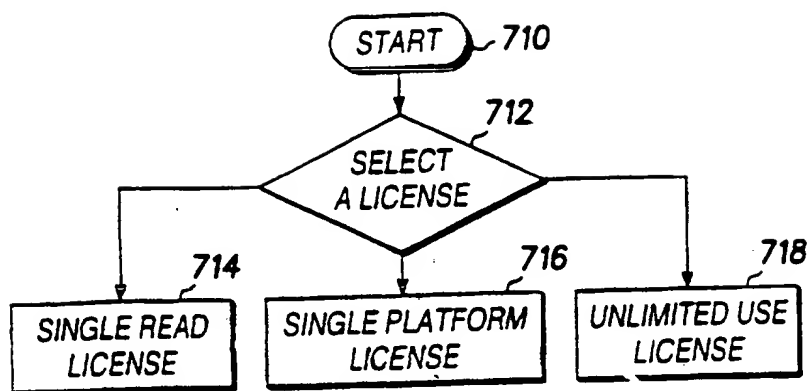 START
710
712
SELECT
A LICENSE
714
SINGLE READ
LICENSE
716
SINGLE PLATFORM
LICENSE
718
UNLIMITED USE
LICENSE